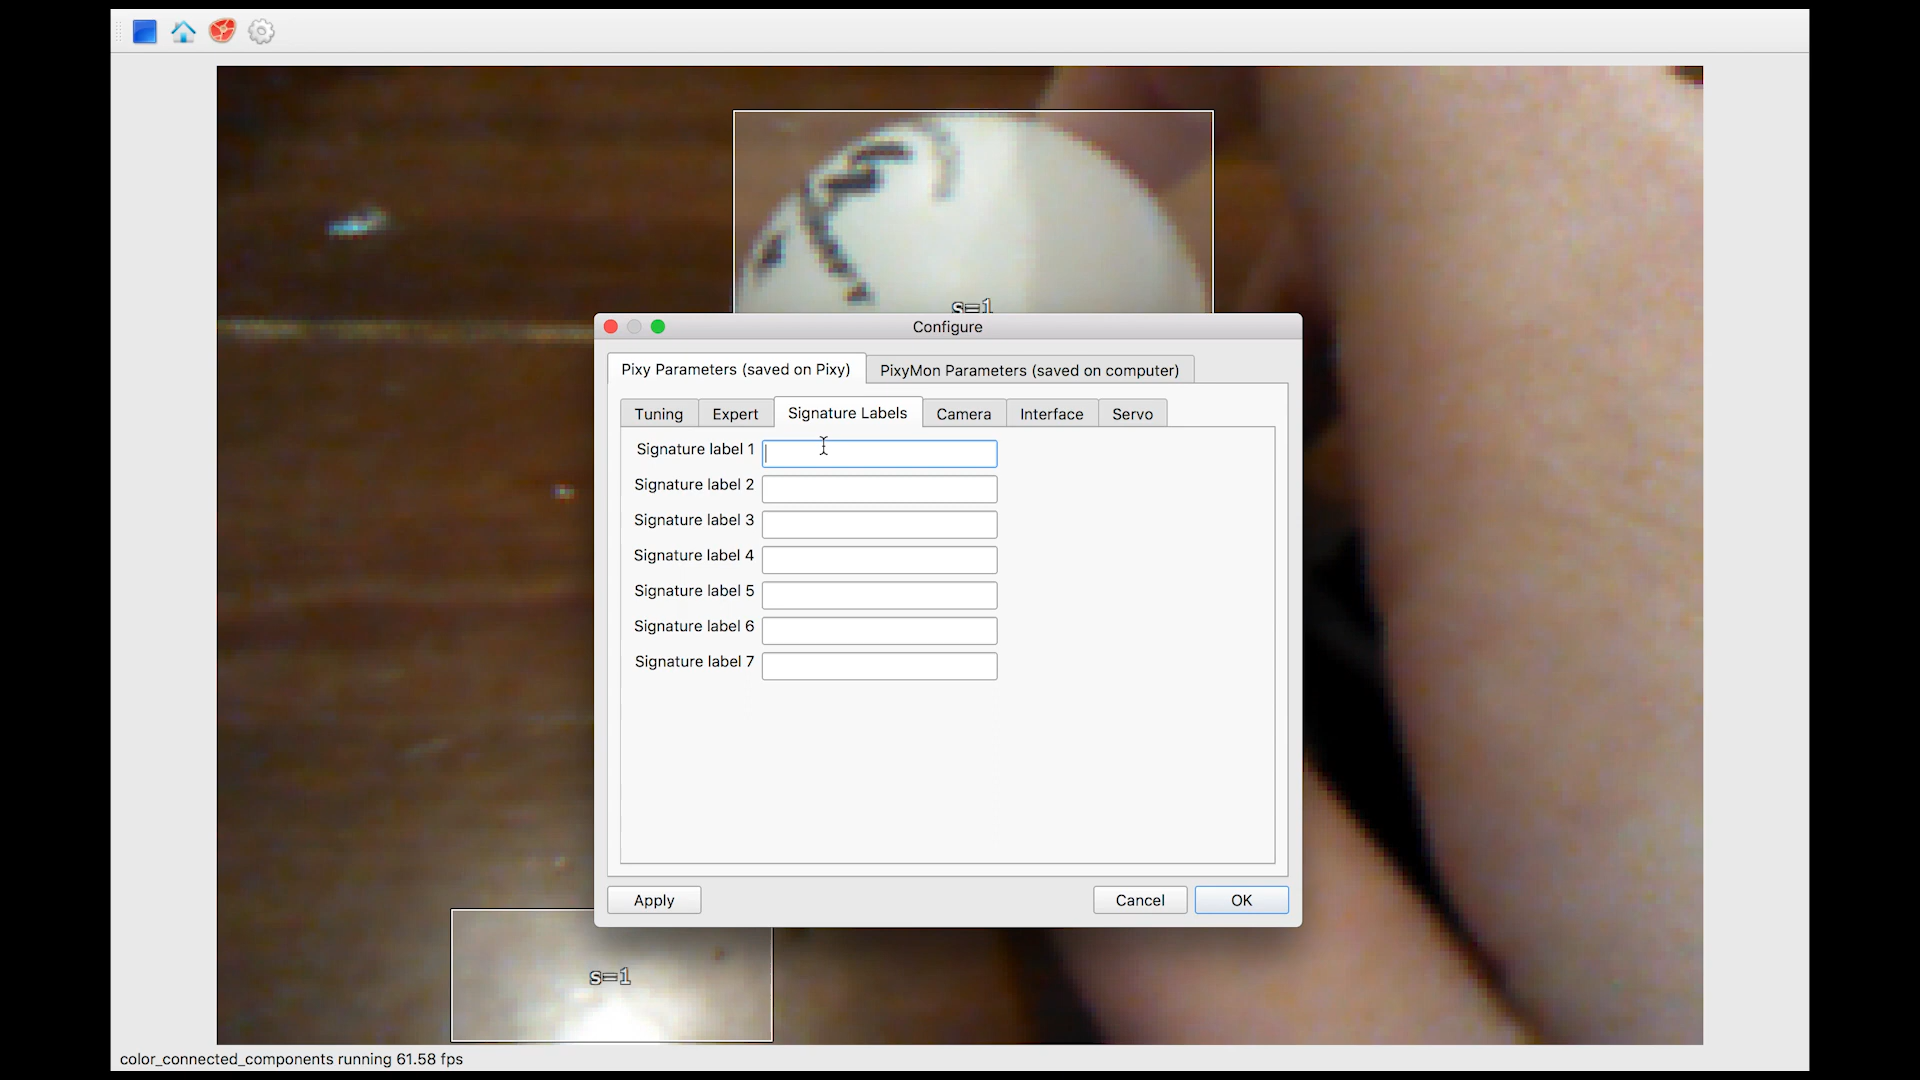 s=1
Configure
Pixy Parameters (saved on Pixy)
PixyMon Parameters (saved on computer)
Tuning
Expert
Signature Labels
Camera
Interface
Servo
Signature label 1
Signature label 2
Signature label 3
Signature label 4
Signature label 5
Signature label 6
Signature label 7
Apply
Cancel
OK
s=1
color_connected_components running 61.58 fps